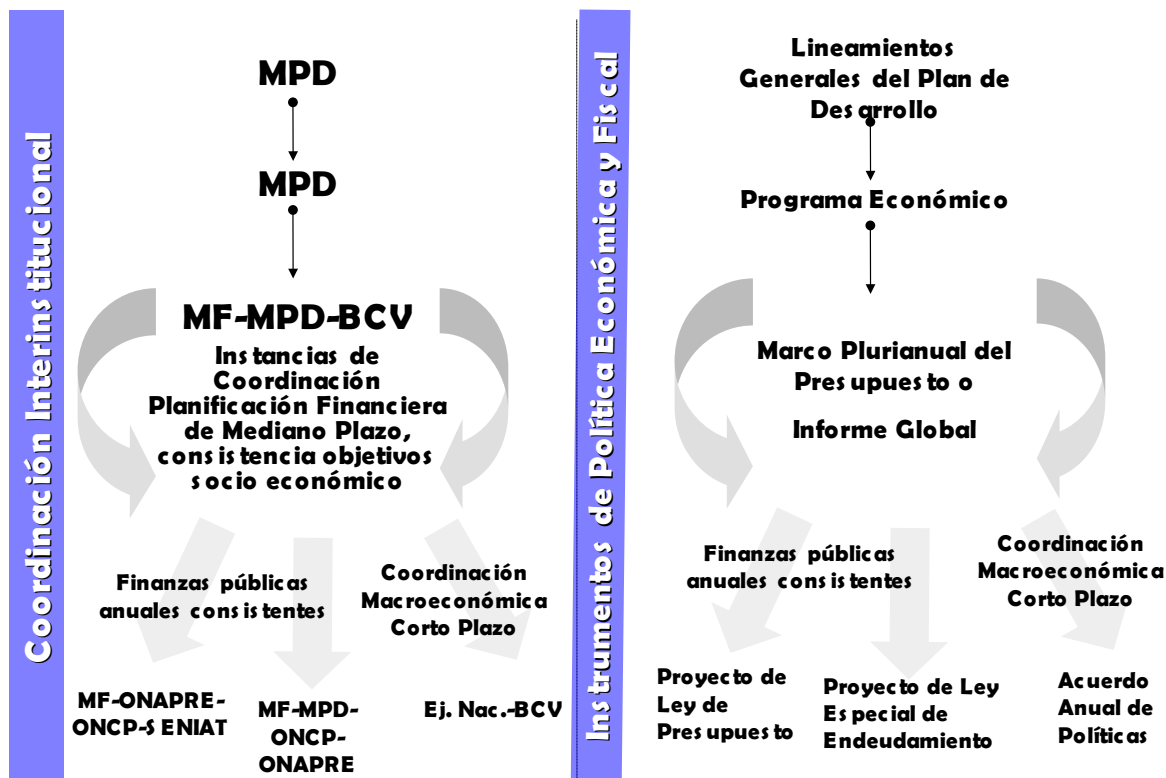 Coordinación Interinstitucional
MPD
MPD
MF-MPD-BCV
Instancias de
Coordinación
Planificación Financiera
de Mediano Plazo,
consistencia objetivos
socio económico
Finanzas públicas
anuales consistentes
Coordinación
Macroeconómica
Corto Plazo
MF-ONAPRE-
ONCP-SENIAT
MF-MPD-
ONCP-
ONAPRE
Ej. Nac.-BCV
Instrumentos de Política Económica y Fiscal
Lineamientos
Generales del Plan de
Desarrollo
Programa Económico
Marco Plurianual del
Presupuesto o
Informe Global
Finanzas públicas
anuales consistentes
Coordinación
Macroeconómica
Corto Plazo
Proyecto de
Ley de
Presupuesto
Proyecto de Ley
Especial de
Endeudamiento
Acuerdo
Anual de
Políticas